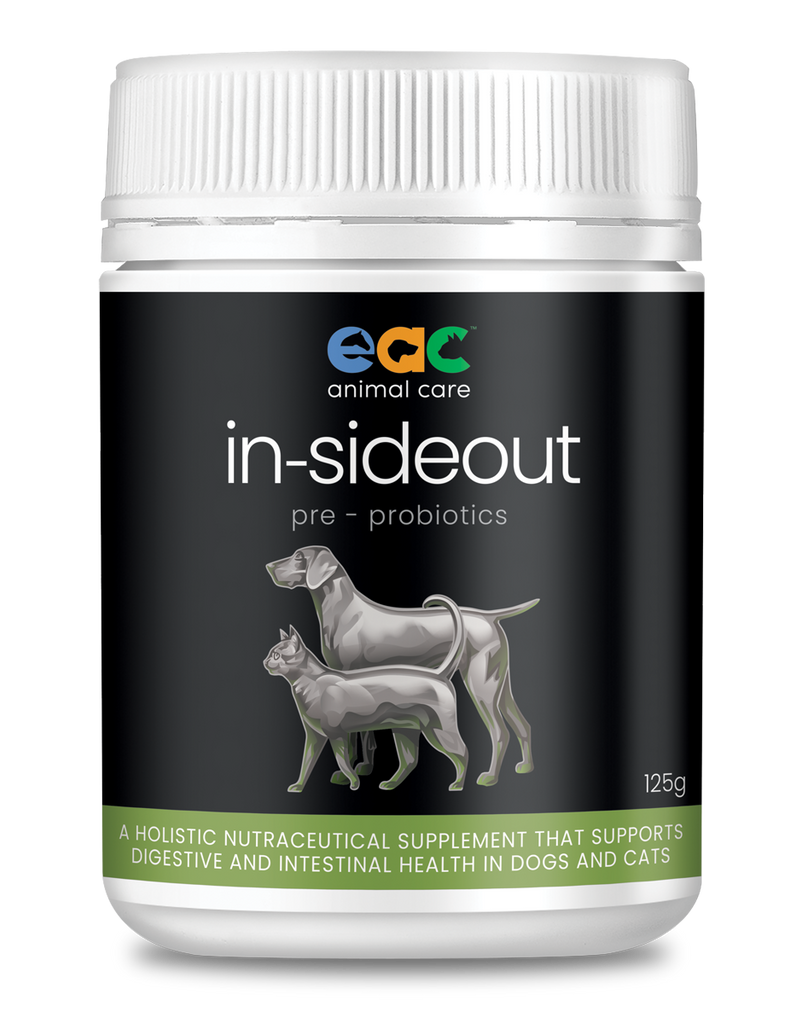 eac™
animal care
in-sideout
pre - probiotics
125g
A HOLISTIC NUTRACEUTICAL SUPPLEMENT THAT SUPPORTS
DIGESTIVE AND INTESTINAL HEALTH IN DOGS AND CATS